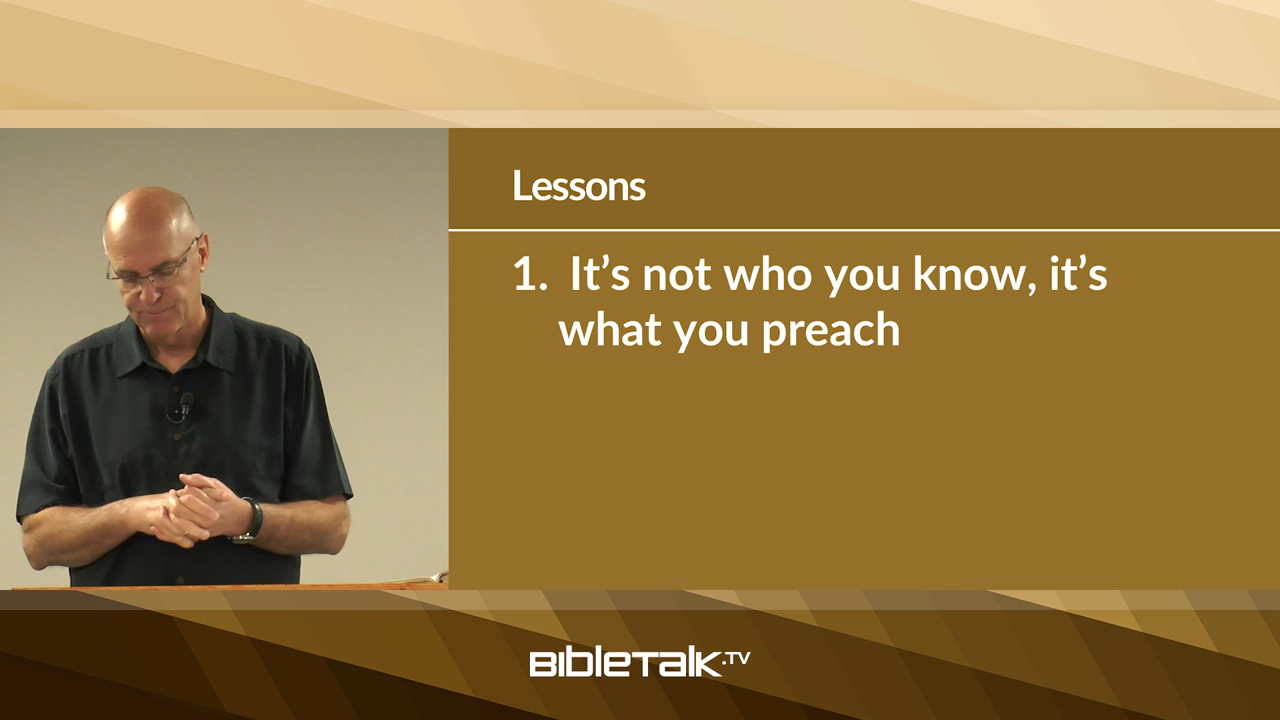 Lessons
1. It’s not who you know, it’s
what you preach
BibleTalk.TV